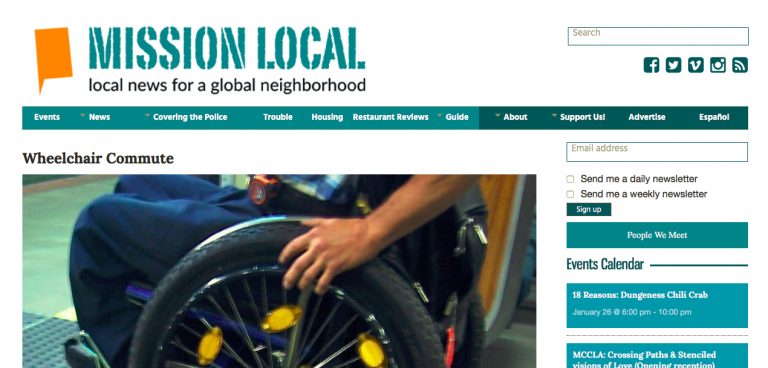 MISSION LOCAL
local news for a global neighborhood
Search
Events News Covering the Police Trouble Housing Restaurant Reviews Guide About Support Us! Advertise Español
Wheelchair Commute
Email address
Send me a daily newsletter
Send me a weekly newsletter
Sign up
People We Meet
Events Calendar
18 Reasons: Dungeness Chili Crab
January 26 @ 6:00 pm - 10:00 pm
MCCLA: Crossing Paths & Stenciled
visions of Love (Opening reception)